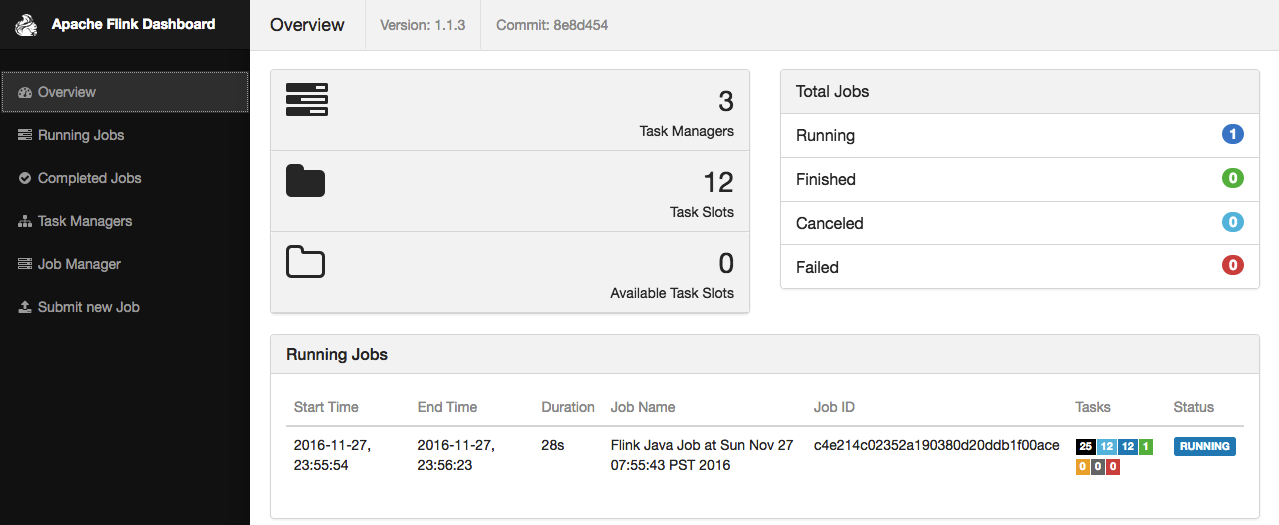 Apache Flink Dashboard
Overview
Version: 1.1.3
Commit: 8e8d454
Overview
Running Jobs
Completed Jobs
Task Managers
Job Manager
Submit new Job
3
Task Managers
12
Task Slots
0
Available Task Slots
Total Jobs
Running 1
Finished 0
Canceled 0
Failed 0
Running Jobs
Start Time End Time Duration Job Name Job ID Tasks Status
2016-11-27, 2016-11-27, 28s Flink Java Job at Sun Nov 27 c4e214c02352a190380d20ddb1f00ace 25 12 12 1 RUNNING
23:55:54 23:56:23 07:55:43 PST 2016 0 0 0